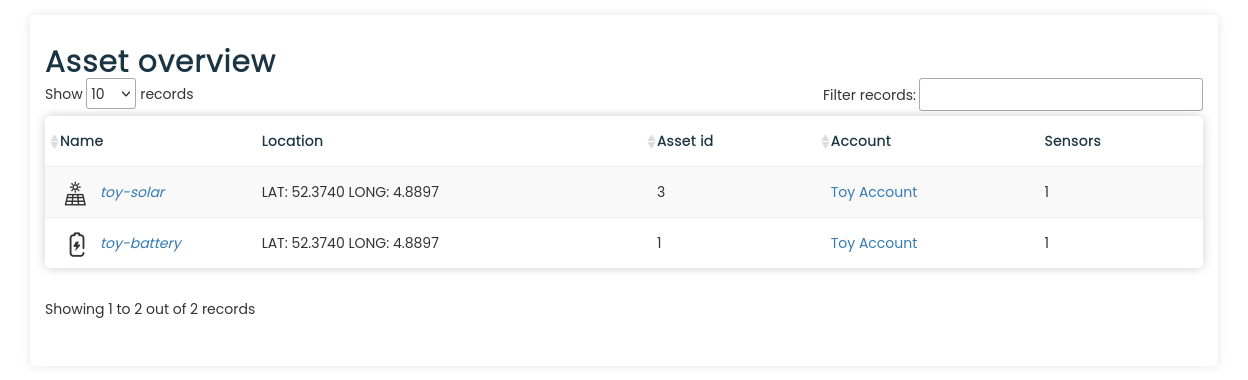 Asset overview
Show 10 records
Filter records:
Name Location Asset id Account Sensors
toy-solar LAT: 52.3740 LONG: 4.8897 3 Toy Account 1
toy-battery LAT: 52.3740 LONG: 4.8897 1 Toy Account 1
Showing 1 to 2 out of 2 records